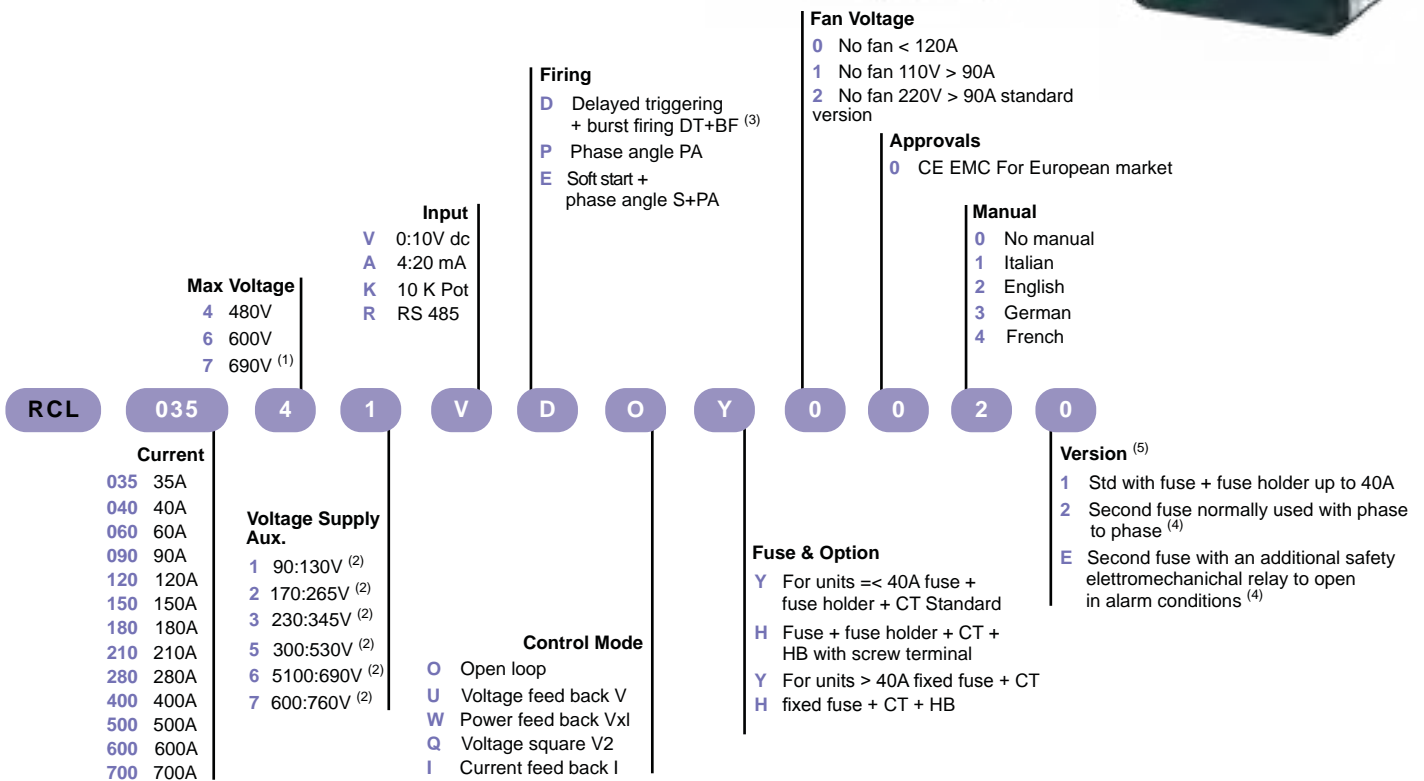 Fan Voltage
0 No fan < 120A
1 No fan 110V > 90A
2 No fan 220V > 90A standard
version
Firing
D Delayed triggering
+ burst firing DT+BF (3)
P Phase angle PA
E Soft start +
phase angle S+PA
Approvals
0 CE EMC For European market
Input
V 0:10V dc
A 4:20 mA
K 10 K Pot
R RS 485
Manual
0 No manual
1 Italian
2 English
3 German
4 French
Max Voltage
4 480V
6 600V
7 690V (1)
RCL 035 4 1 V D O Y 0 0 2 0
Current
035 35A
040 40A
060 60A
090 90A
120 120A
150 150A
180 180A
210 210A
280 280A
400 400A
500 500A
600 600A
700 700A
Voltage Supply
Aux.
1 90:130V (2)
2 170:265V (2)
3 230:345V (2)
5 300:530V (2)
6 5100:690V (2)
7 600:760V (2)
Control Mode
O Open loop
U Voltage feed back V
W Power feed back VxI
Q Voltage square V2
I Current feed back I
Fuse & Option
Y For units =< 40A fuse +
fuse holder + CT Standard
H Fuse + fuse holder + CT +
HB with screw terminal
Y For units > 40A fixed fuse + CT
H fixed fuse + CT + HB
Version (5)
1 Std with fuse + fuse holder up to 40A
2 Second fuse normally used with phase
to phase (4)
E Second fuse with an additional safety
elettromechanichal relay to open
in alarm conditions (4)